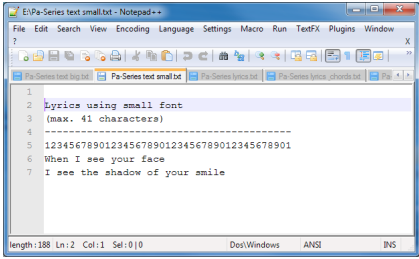 E:\Pa-Series text small.txt - Notepad++
File Edit Search View Encoding Language Settings Macro Run TextFX Plugins Window
? X
Pa-Series text big.txt Pa-Series text small.txt Pa-Series lyrics.txt Pa-Series lyrics ,chords.txt Pa
1
2 Lyrics using small font
3 (max. 41 characters)
4 -----------------------------------------
5 12345678901234567890123456789012345678901
6 When I see your face
7 I see the shadow of your smile
length : 188 Ln : 2 Col : 1 Sel : 0 | 0 Dos\Windows ANSI INS